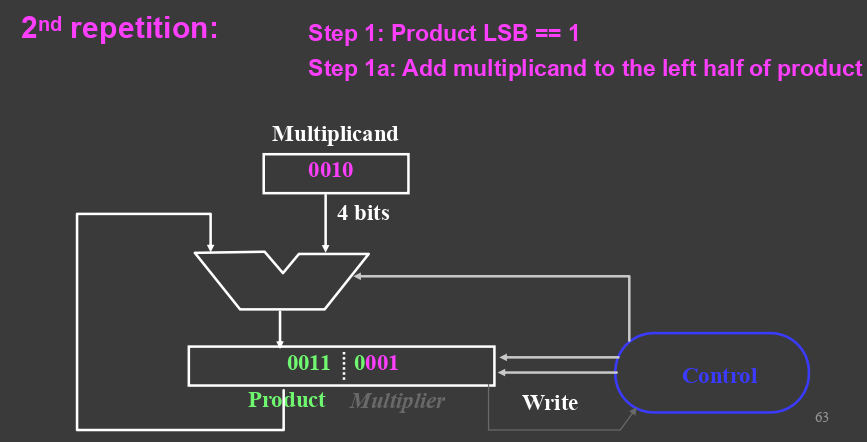 2nd repetition:
Step 1: Product LSB == 1
Step 1a: Add multiplicand to the left half of product
Multiplicand
0010
4 bits
0011 0001
Control
Product Multiplier
Write
63